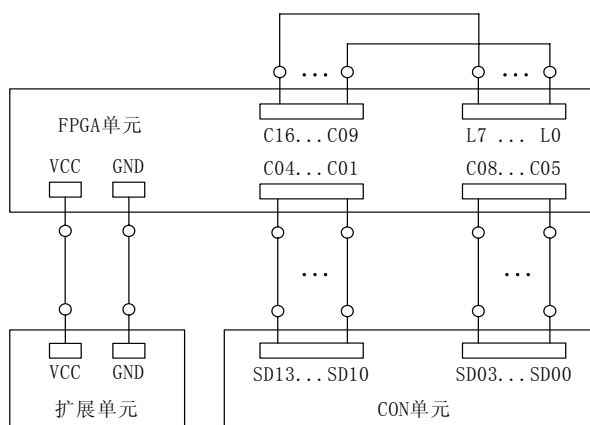 FPGA单元
C16...C09
L7 ... L0
VCC
GND
C04...C01
C08...C05
...
...
...
...
VCC
GND
SD13...SD10
SD03...SD00
扩展单元
CON单元